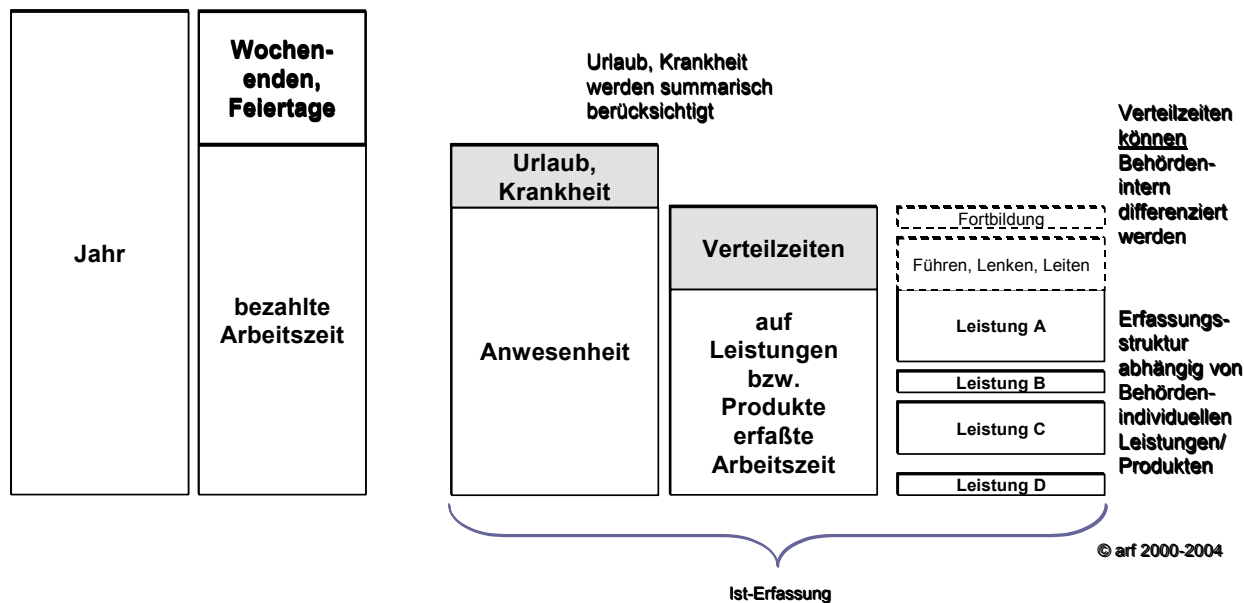 Jahr
Wochen-
enden,
Feiertage
bezahlte
Arbeitszeit
Urlaub, Krankheit
werden summarisch
berücksichtigt
Urlaub,
Krankheit
Anwesenheit
Verteilzeiten
auf
Leistungen
bzw.
Produkte
erfaßte
Arbeitszeit
Fortbildung
Führen, Lenken, Leiten
Leistung A
Leistung B
Leistung C
Leistung D
Verteilzeiten
können
Behörden-
intern
differenziert
werden
Erfassungs-
struktur
abhängig von
Behörden-
individuellen
Leistungen/
Produkten
© arf 2000-2004
Ist-Erfassung